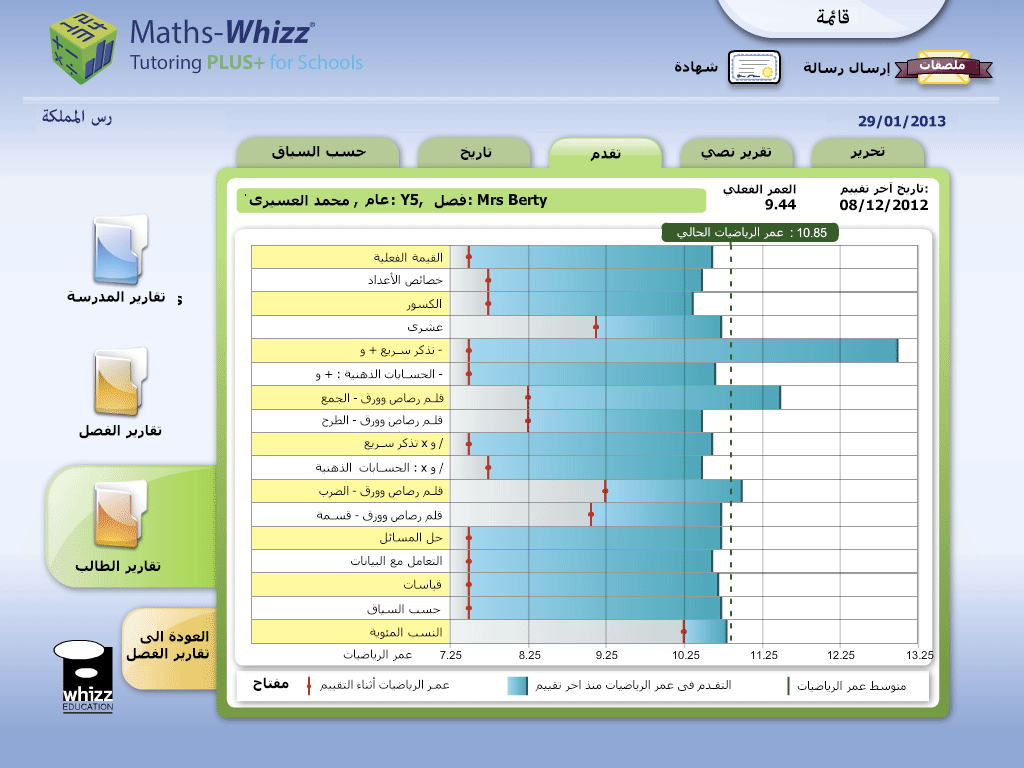 Maths-Whizz®
Tutoring PLUS+ for Schools
قائمة
شهادة
إرسال رسالة
ملصقات
رس المملكة
29/01/2013
تحرير
تقرير نصي
تقدم
تاريخ
حسب السياق
تاريخ آخر تقييم:
08/12/2012
العمر الفعلي
9.44
محمد العسيرى , عام: Y5, فصل: Mrs Berty
عمر الرياضيات الحالي : 10.85
القيمة الفعلية
خصائص الأعداد
الكسور
عشرى
تذكر سريع + و -
الحسابات الذهنية : + و -
قلم رصاص وورق - الجمع
قلم رصاص وورق - الطرح
تذكر سريع x و /
الحسابات الذهنية : x و /
قلم رصاص وورق - الضرب
قلم رصاص وورق - قسمة
حل المسائل
التعامل مع البيانات
قياسات
حسب السياق
النسب المئوية
عمر الرياضيات
7.25 8.25 9.25 10.25 11.25 12.25 13.25
مفتاح
عمر الرياضيات أثناء التقييم
التقدم فى عمر الرياضيات منذ اخر تقييم
متوسط عمر الرياضيات
تقارير المدرسة
تقارير الفصل
تقارير الطالب
العودة الى
تقارير الفصل
whizz
EDUCATION